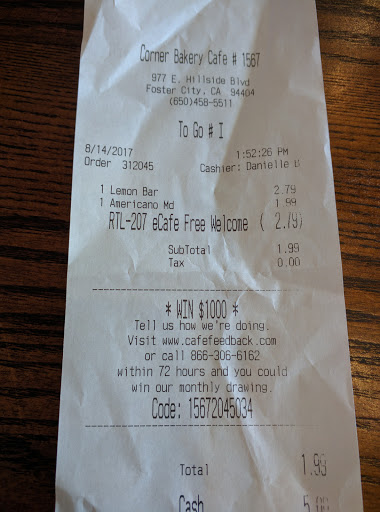 Corner Bakery Cafe # 1567
977 E. Hillside Blvd
Foster City, CA 94404
(650)458-5511
To Go # I
8/14/2017 1:52:26 PM
Order 312045 Cashier: Danielle
1 Lemon Bar 2.79
1 Americano Md 1.99
RTL-207 eCafe Free Welcome ( 2.79)
SubTotal 1.99
Tax 0.00
* WIN $1000 *
Tell us how we're doing.
Visit www.cafefeedback.com
or call 866-306-6162
within 72 hours and you could
win our monthly drawing.
Code: 15672045034
Total 1.99
Cash 5.00